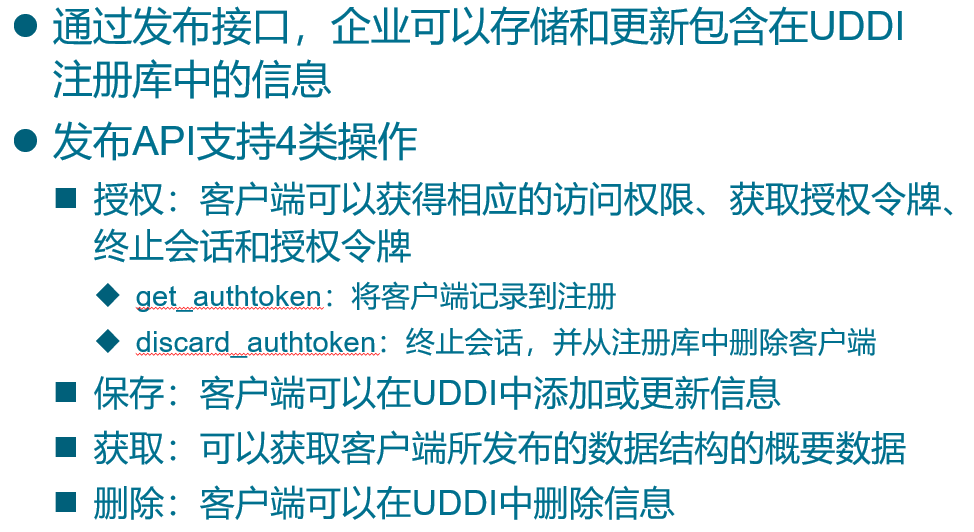 通过发布接口，企业可以存储和更新包含在UDDI
注册库中的信息
发布API支持4类操作
授权：客户端可以获得相应的访问权限、获取授权令牌、
终止会话和授权令牌
get_authtoken：将客户端记录到注册
discard_authtoken：终止会话，并从注册库中删除客户端
保存：客户端可以在UDDI中添加或更新信息
获取：可以获取客户端所发布的数据结构的概要数据
删除：客户端可以在UDDI中删除信息